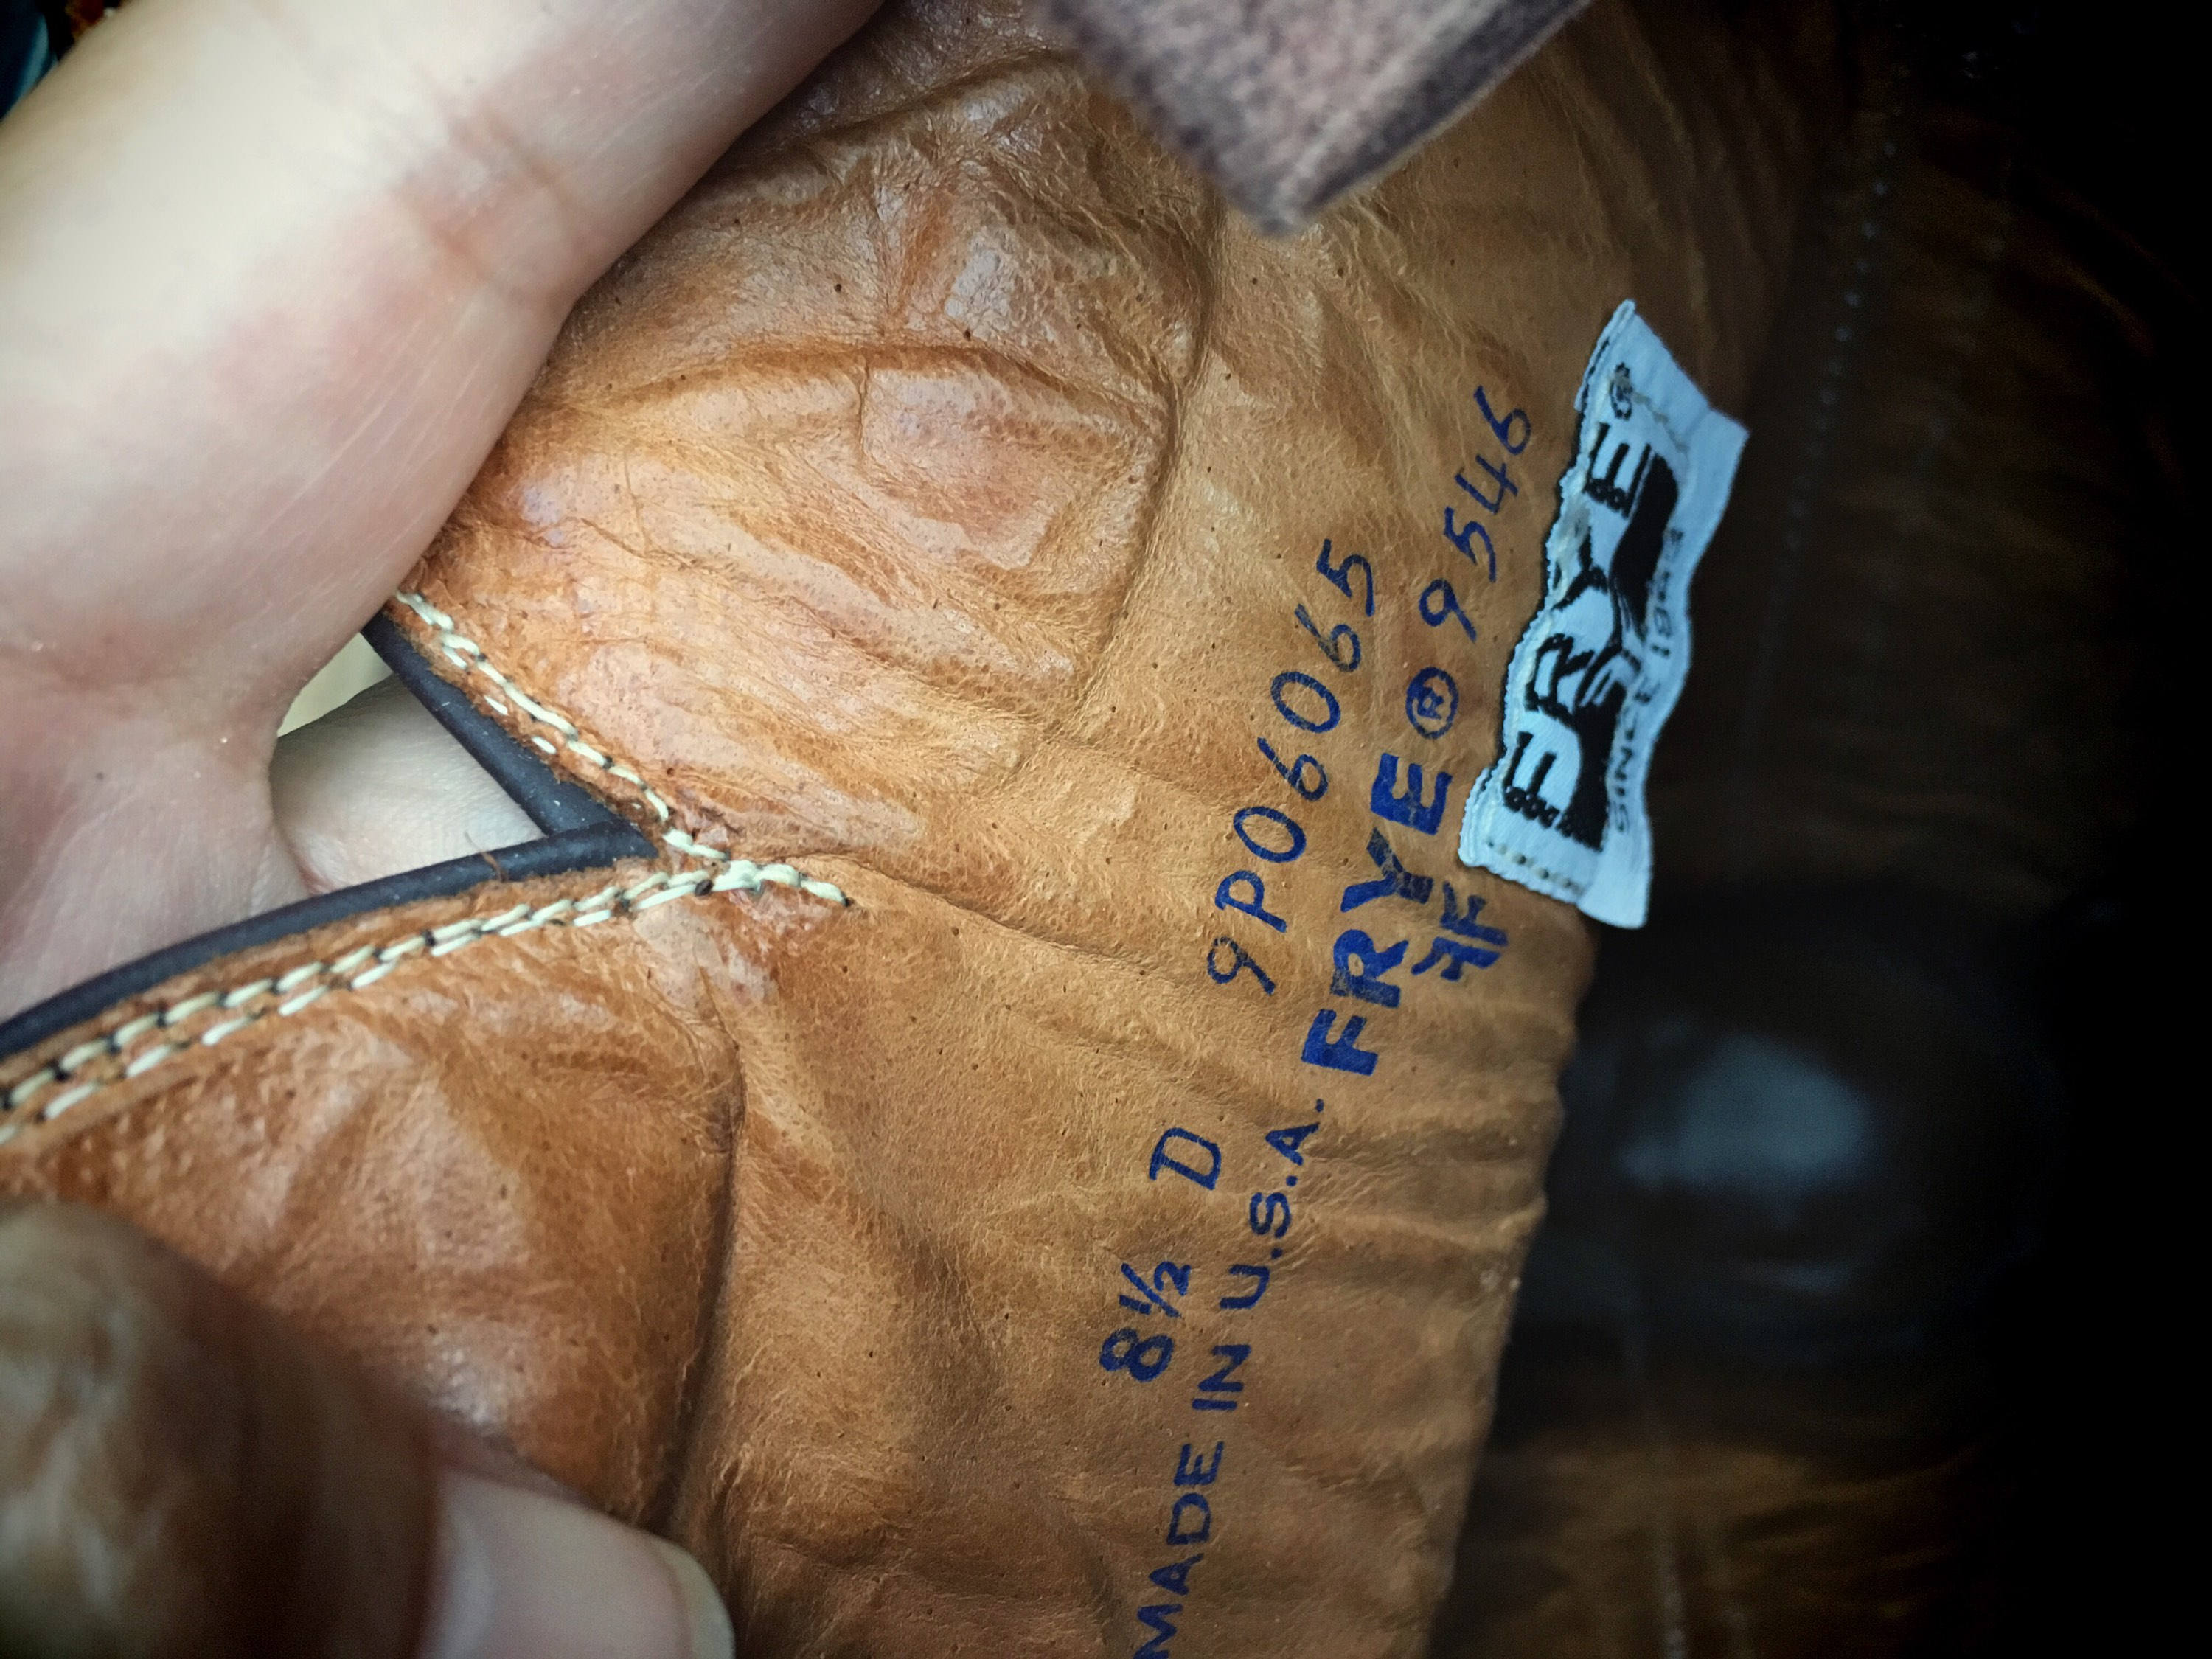 8½ D 9P06065
MADE IN U.S.A. FRYE® 9546
FRYE®
SINCE 1863